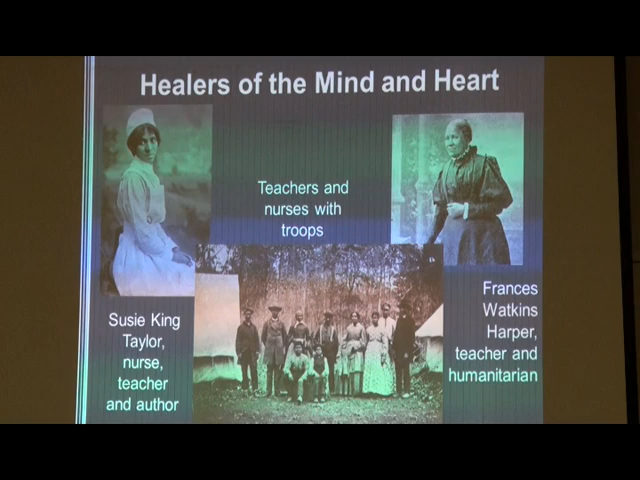 Healers of the Mind and Heart
Teachers and
nurses with
troops
Susie King
Taylor,
nurse,
teacher
and author
Frances
Watkins
Harper,
teacher and
humanitarian